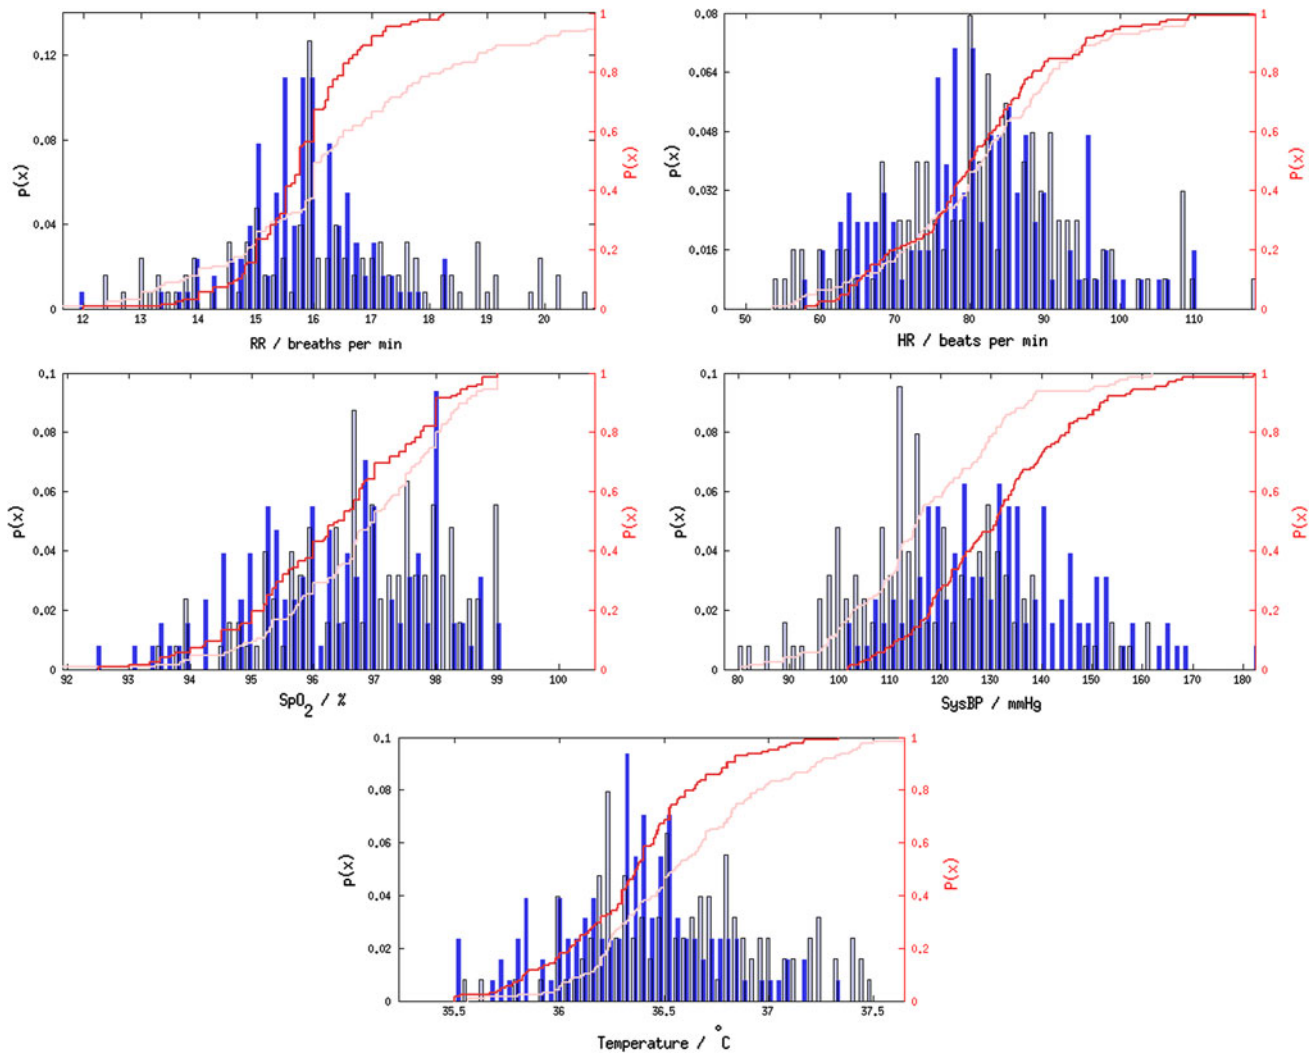 0.12
0.08
0.04
0
p(x)
1
0.8
0.6
0.4
0.2
0
P(x)
12 13 14 15 16 17 18 19 20
RR / breaths per min
0.08
0.064
0.048
0.032
0.016
0
p(x)
1
0.8
0.6
0.4
0.2
0
P(x)
50 60 70 80 90 100 110
HR / beats per min
0.1
0.08
0.06
0.04
0.02
0
p(x)
1
0.8
0.6
0.4
0.2
0
P(x)
92 93 94 95 96 97 98 99 100
SpO2 / %
0.1
0.08
0.06
0.04
0.02
0
p(x)
1
0.8
0.6
0.4
0.2
0
P(x)
80 90 100 110 120 130 140 150 160 170 180
SysBP / mmHg
0.1
0.08
0.06
0.04
0.02
0
p(x)
1
0.8
0.6
0.4
0.2
0
P(x)
35.5 36 36.5 37 37.5
Temperature / °C